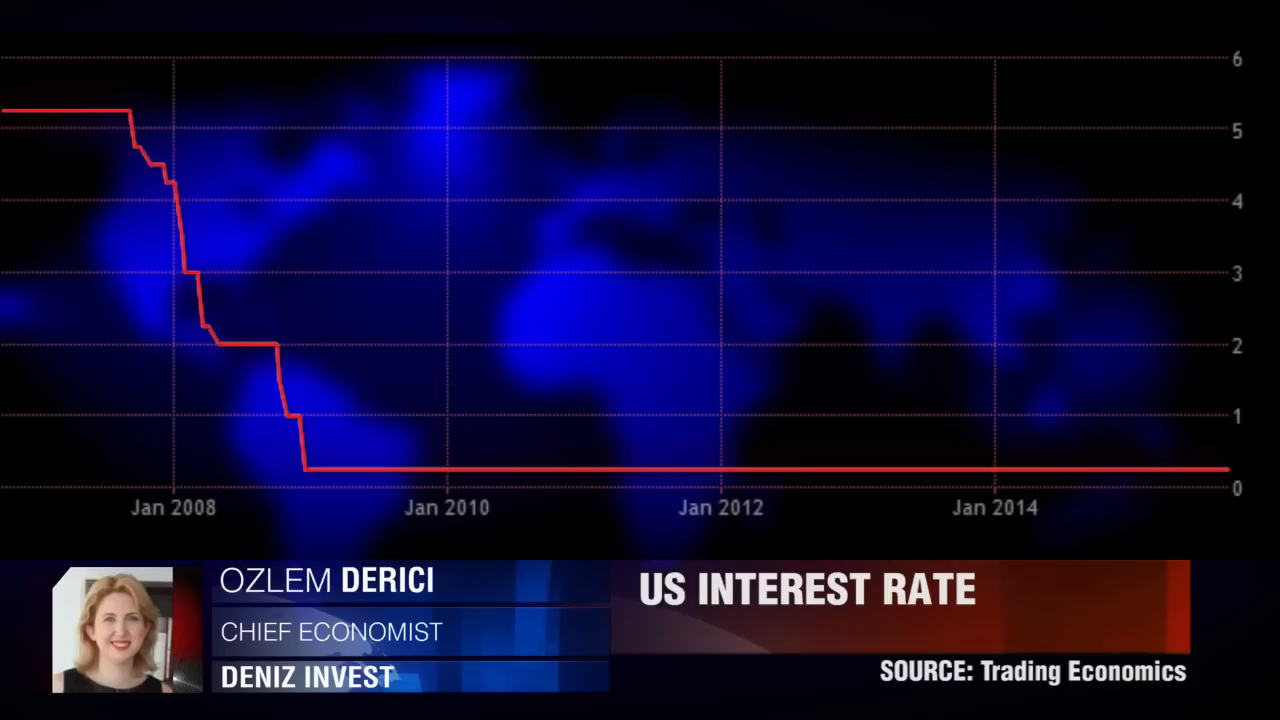 6
5
4
3
2
1
0
Jan 2008 Jan 2010 Jan 2012 Jan 2014
OZLEM DERICI
CHIEF ECONOMIST
DENIZ INVEST
US INTEREST RATE
SOURCE: Trading Economics